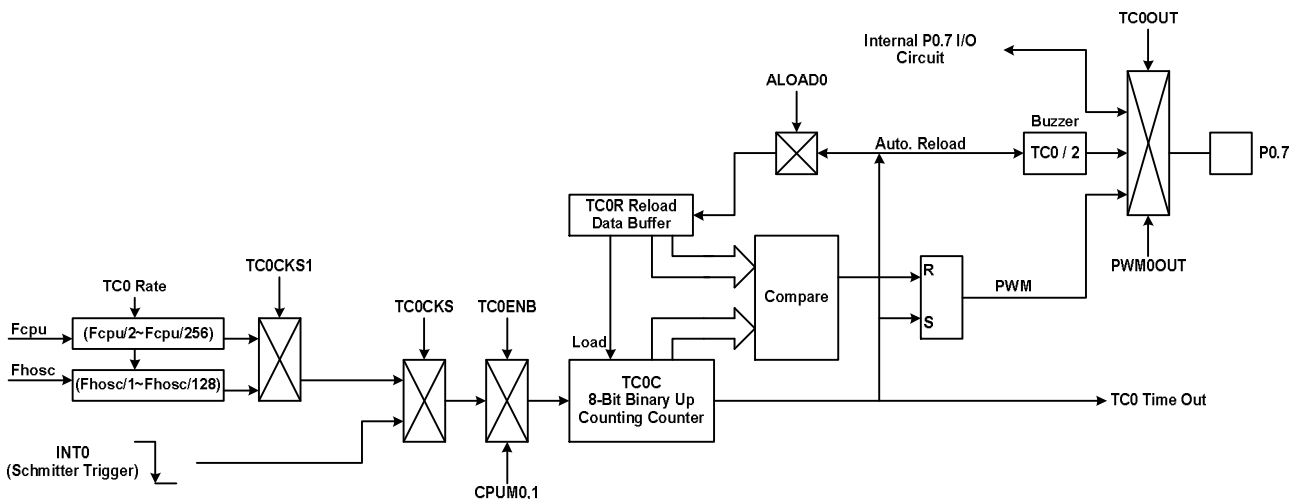 TC0OUT
Internal P0.7 I/O
Circuit
ALOAD0
Buzzer
Auto. Reload
TC0 / 2
P0.7
TC0R Reload
Data Buffer
TC0CKS1
PWM0OUT
TC0 Rate
TC0CKS
TC0ENB
Compare
R
PWM
S
Fcpu
(Fcpu/2~Fcpu/256)
Load
Fhosc
(Fhosc/1~Fhosc/128)
TC0C
8-Bit Binary Up
Counting Counter
TC0 Time Out
INT0
(Schmitter Trigger)
CPUM0,1